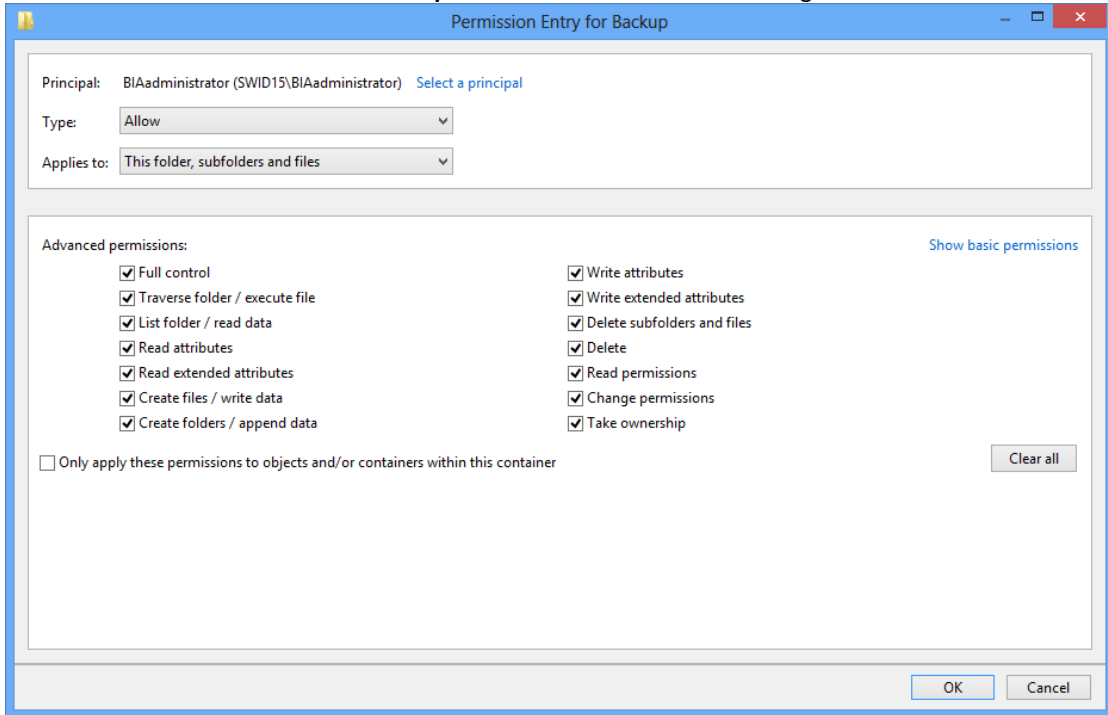 Permission Entry for Backup
Principal: BIAadministrator (SWID15\BIAadministrator) Select a principal
Type: Allow
Applies to: This folder, subfolders and files
Advanced permissions: Show basic permissions
Full control Write attributes
Traverse folder / execute file Write extended attributes
List folder / read data Delete subfolders and files
Read attributes Delete
Read extended attributes Read permissions
Create files / write data Change permissions
Create folders / append data Take ownership
Only apply these permissions to objects and/or containers within this container Clear all
OK Cancel